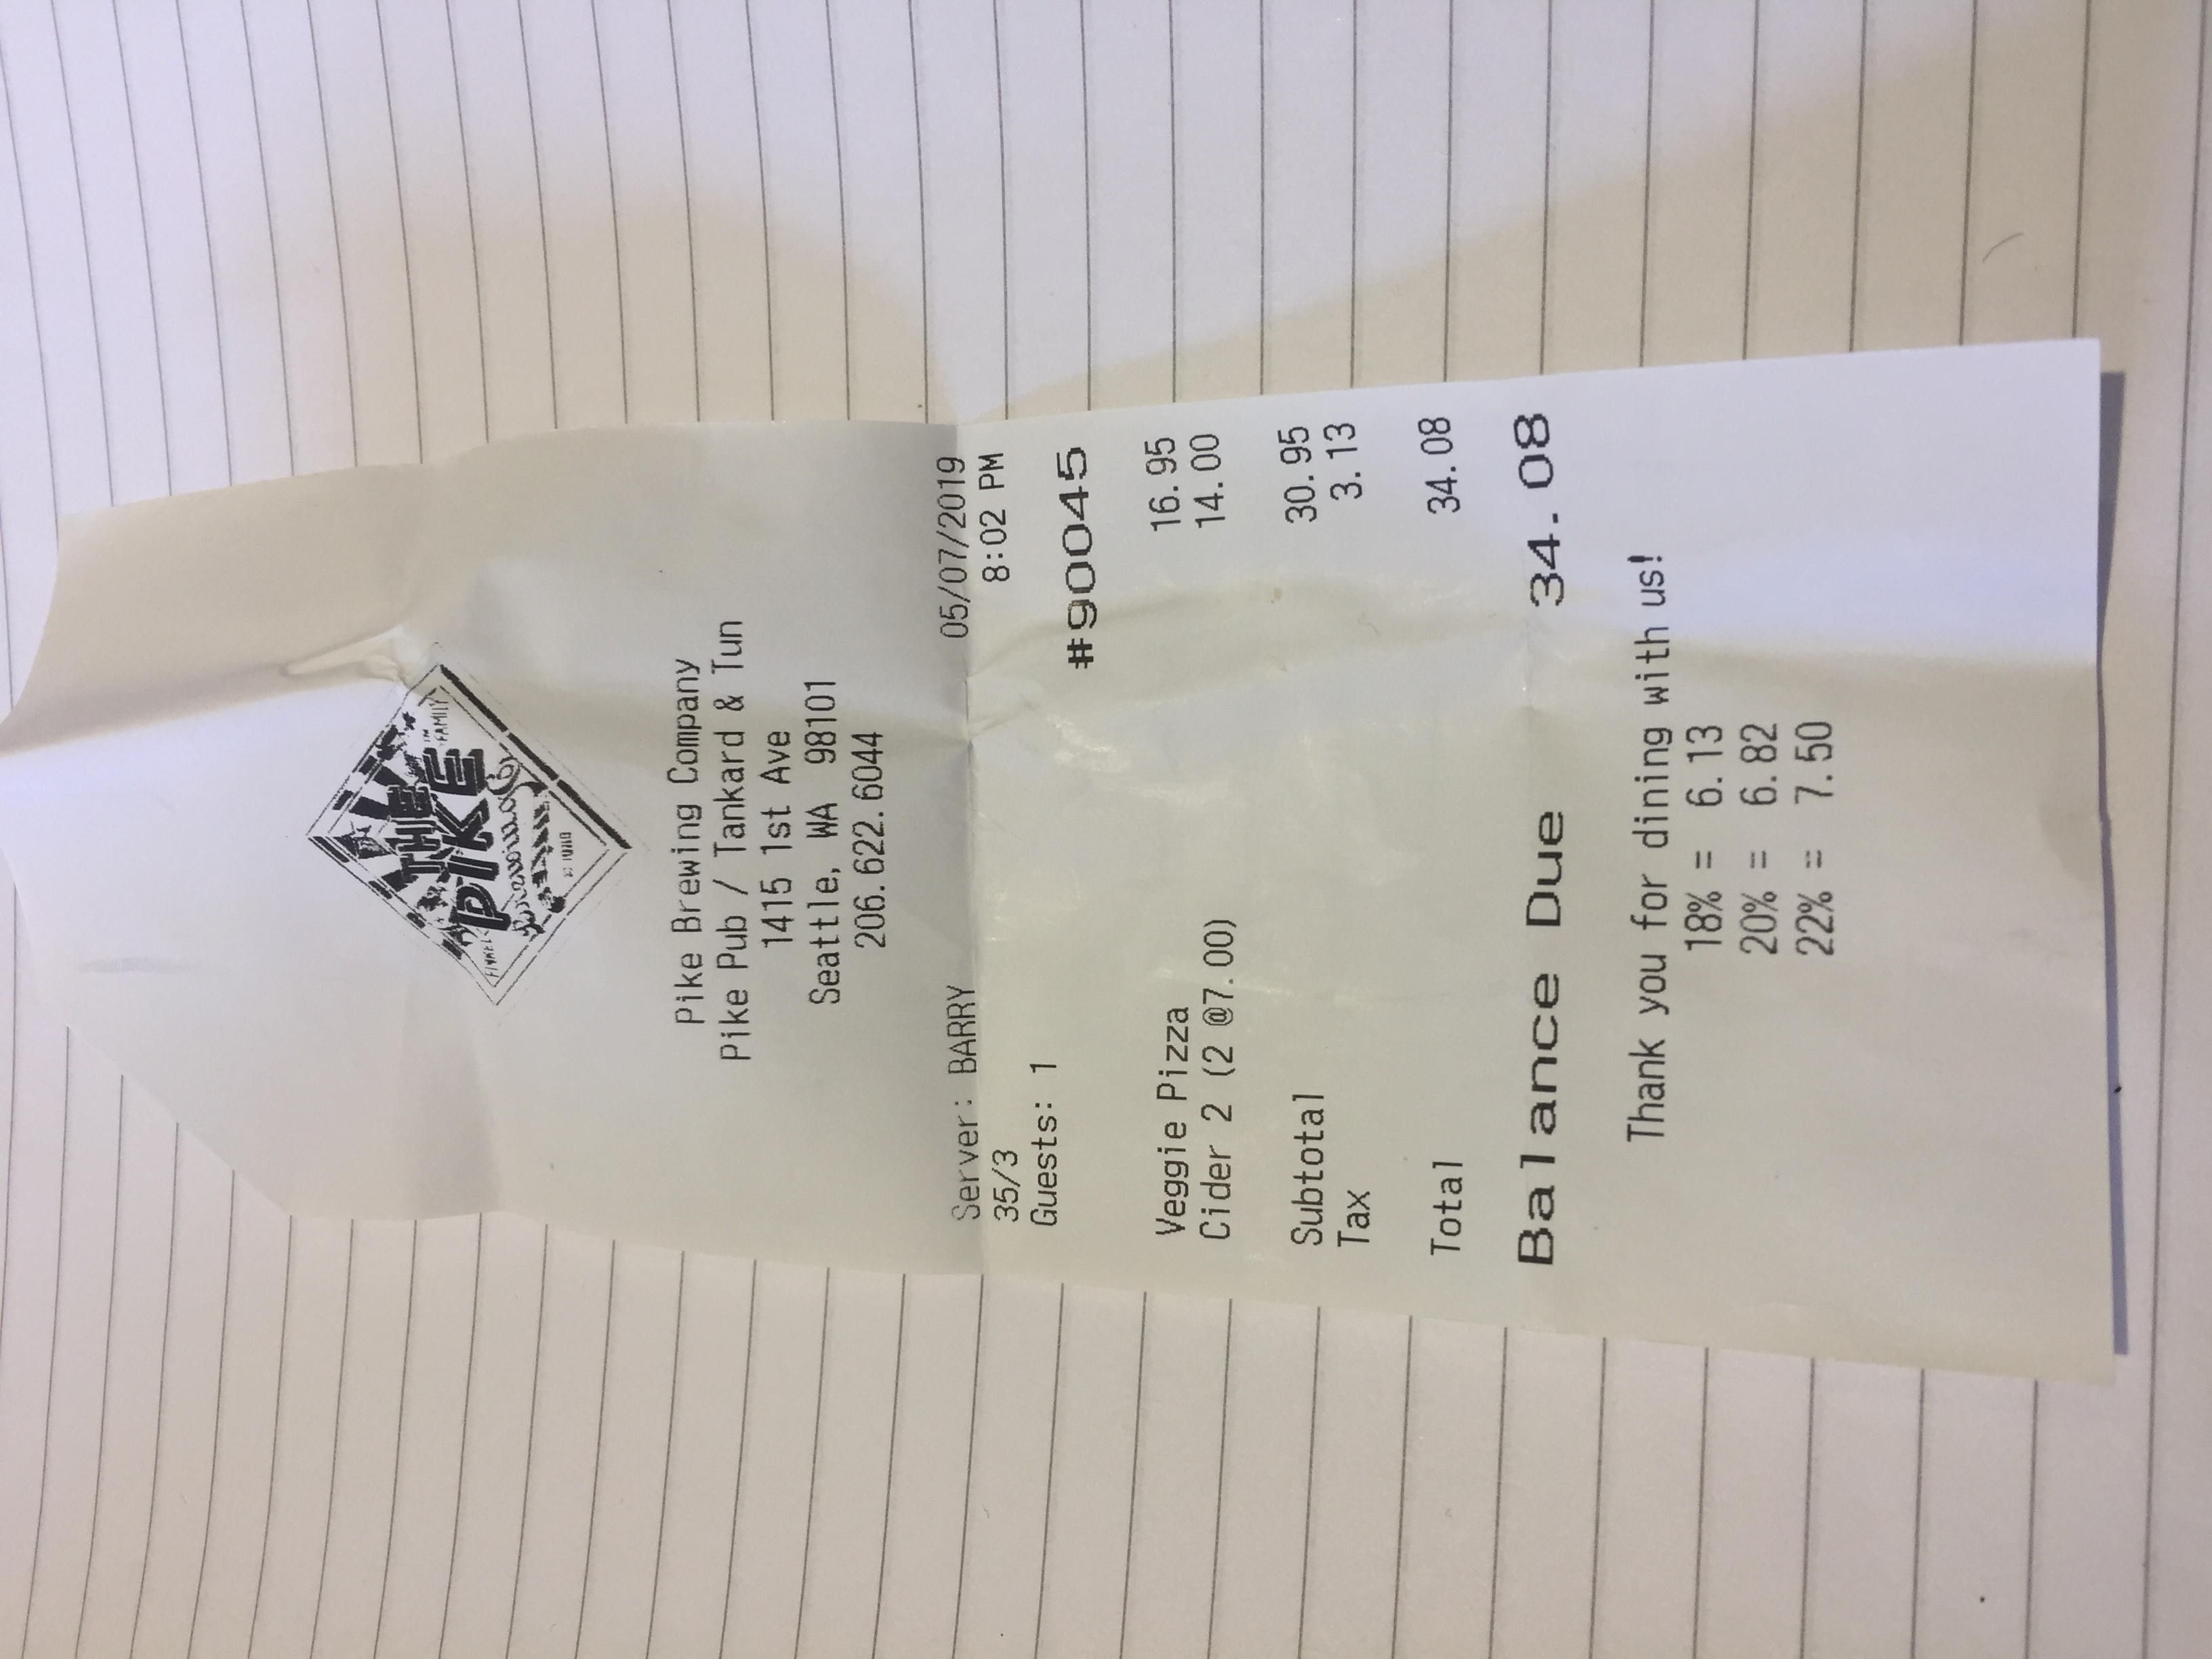 THE
PIKE
IN
FAMILY
FINKEL
Pike Brewing Company
Pike Pub / Tankard & Tun
1415 1st Ave
Seattle, WA 98101
206.622.6044
Server: BARRY 05/07/2019
35/3 8:02 PM
Guests: 1
#90045
Veggie Pizza 16.95
Cider 2 (2 @7.00) 14.00
Subtotal 30.95
Tax 3.13
Total 34.08
Balance Due 34.08
Thank you for dining with us!
18% = 6.13
20% = 6.82
22% = 7.50